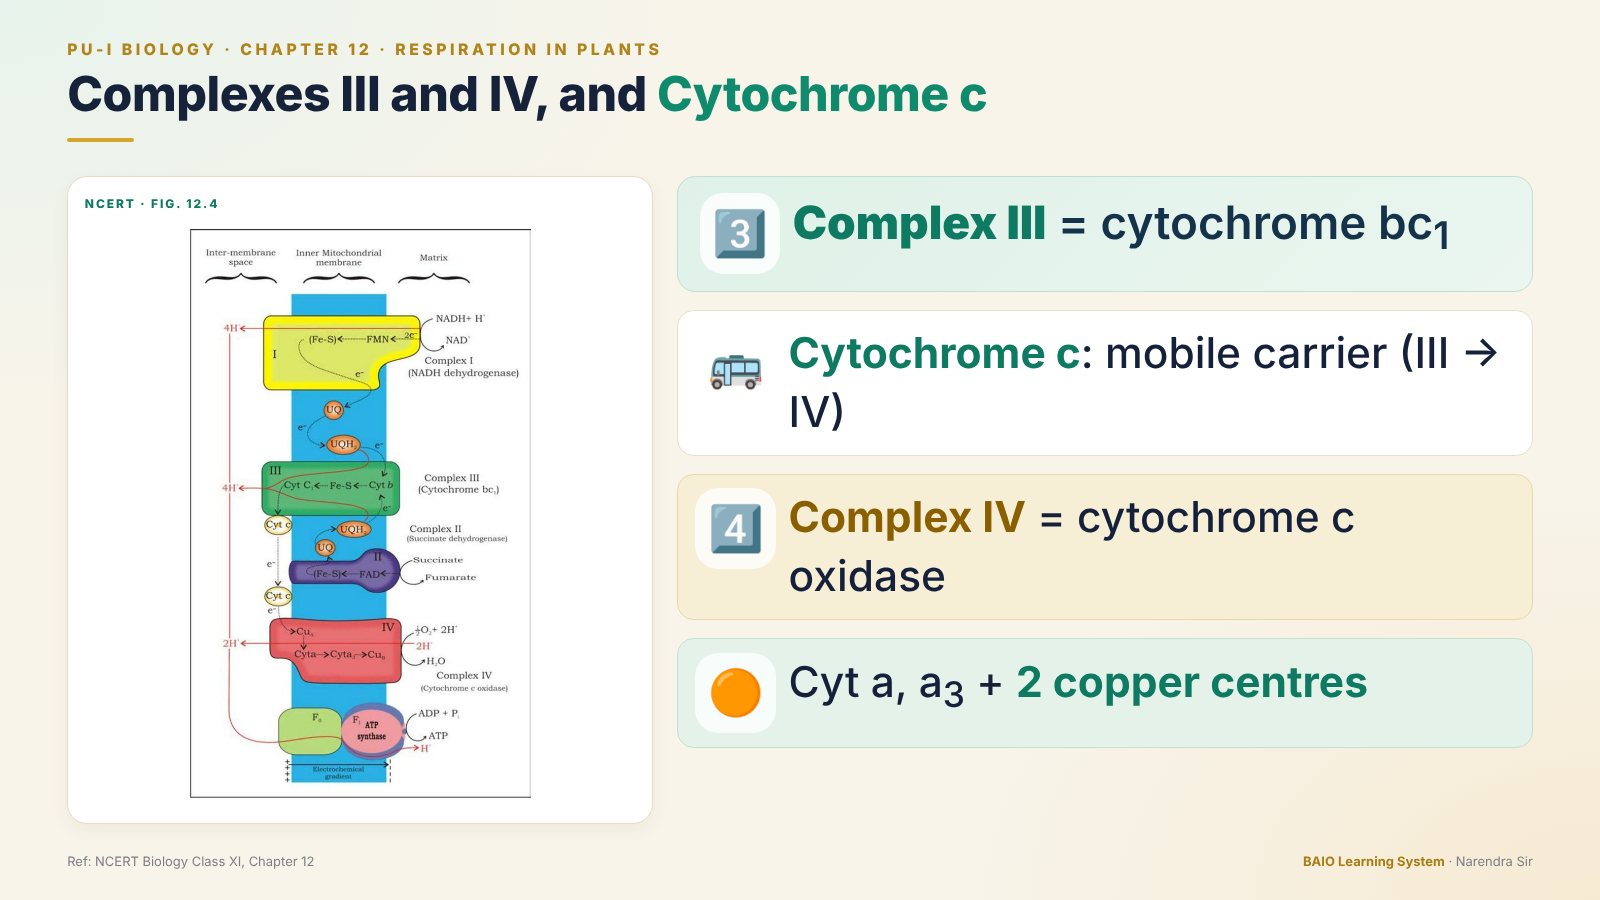 PU-I BIOLOGY · CHAPTER 12 · RESPIRATION IN PLANTS
Complexes III and IV, and Cytochrome c
NCERT · FIG. 12.4
Inter-membrane space
Inner Mitochondrial membrane
Matrix
4H⁺
NADH+ H⁺
(Fe-S)
FMN
2e⁻
NAD⁺
I
Complex I
(NADH dehydrogenase)
e⁻
UQ
e⁻
UQH₂
e⁻
III
4H⁺
Cyt C₁
Fe-S
Cyt b
Complex III
(Cytochrome bc₁)
e⁻
Cyt c
UQH₂
Complex II
(Succinate dehydrogenase)
UQ
II
Succinate
e⁻
(Fe-S)
FAD
Fumarate
Cyt c
e⁻
IV
Cu
½O₂+ 2H⁺
2H⁺
2H⁺
Cyta
Cyta₃
Cu
H₂O
Complex IV
(Cytochrome c oxidase)
F₀
F₁
ATP synthase
ADP + Pᵢ
ATP
H⁺
Electrochemical gradient
3
Complex III = cytochrome bc₁
Cytochrome c: mobile carrier (III →
IV)
4
Complex IV = cytochrome c
oxidase
Cyt a, a₃ + 2 copper centres
Ref: NCERT Biology Class XI, Chapter 12
BAIO Learning System · Narendra Sir